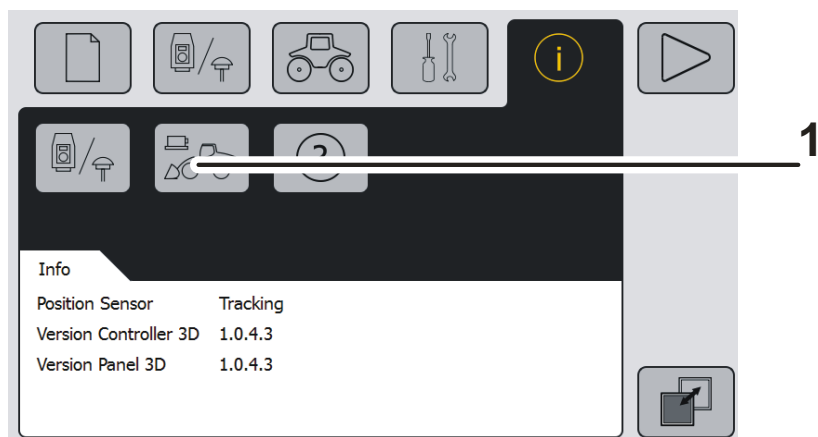 i
2
1
Info
Position Sensor Tracking
Version Controller 3D 1.0.4.3
Version Panel 3D 1.0.4.3